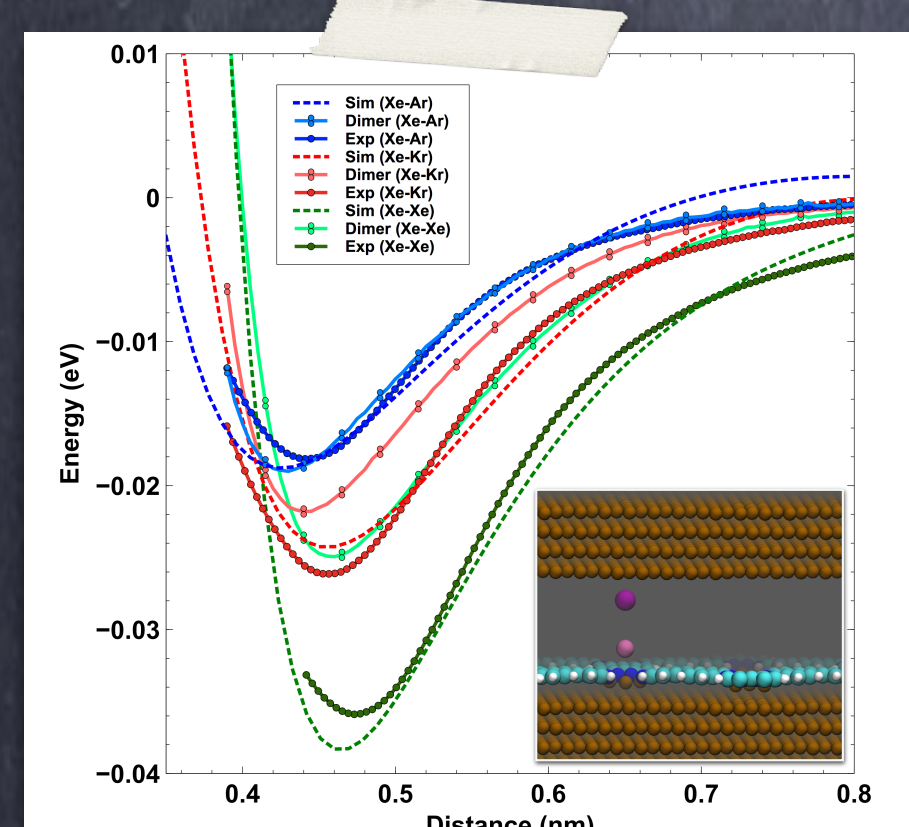 0.01
Sim (Xe-Ar)
Dimer (Xe-Ar)
Exp (Xe-Ar)
Sim (Xe-Kr)
Dimer (Xe-Kr)
Exp (Xe-Kr)
Sim (Xe-Xe)
Dimer (Xe-Xe)
Exp (Xe-Xe)
0
−0.01
Energy (eV)
−0.02
−0.03
−0.04
0.4 0.5 0.6 0.7 0.8
Distance (nm)